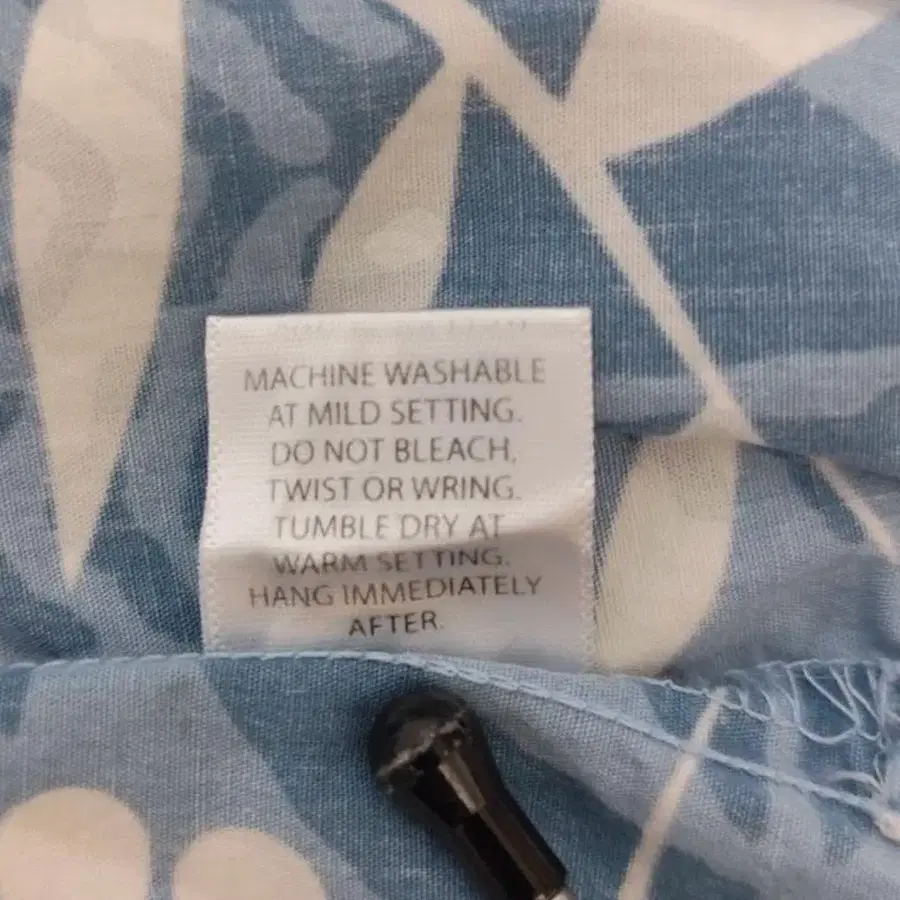 MACHINE WASHABLE
AT MILD SETTING.
DO NOT BLEACH,
TWIST OR WRING.
TUMBLE DRY AT
WARM SETTING.
HANG IMMEDIATELY
AFTER.